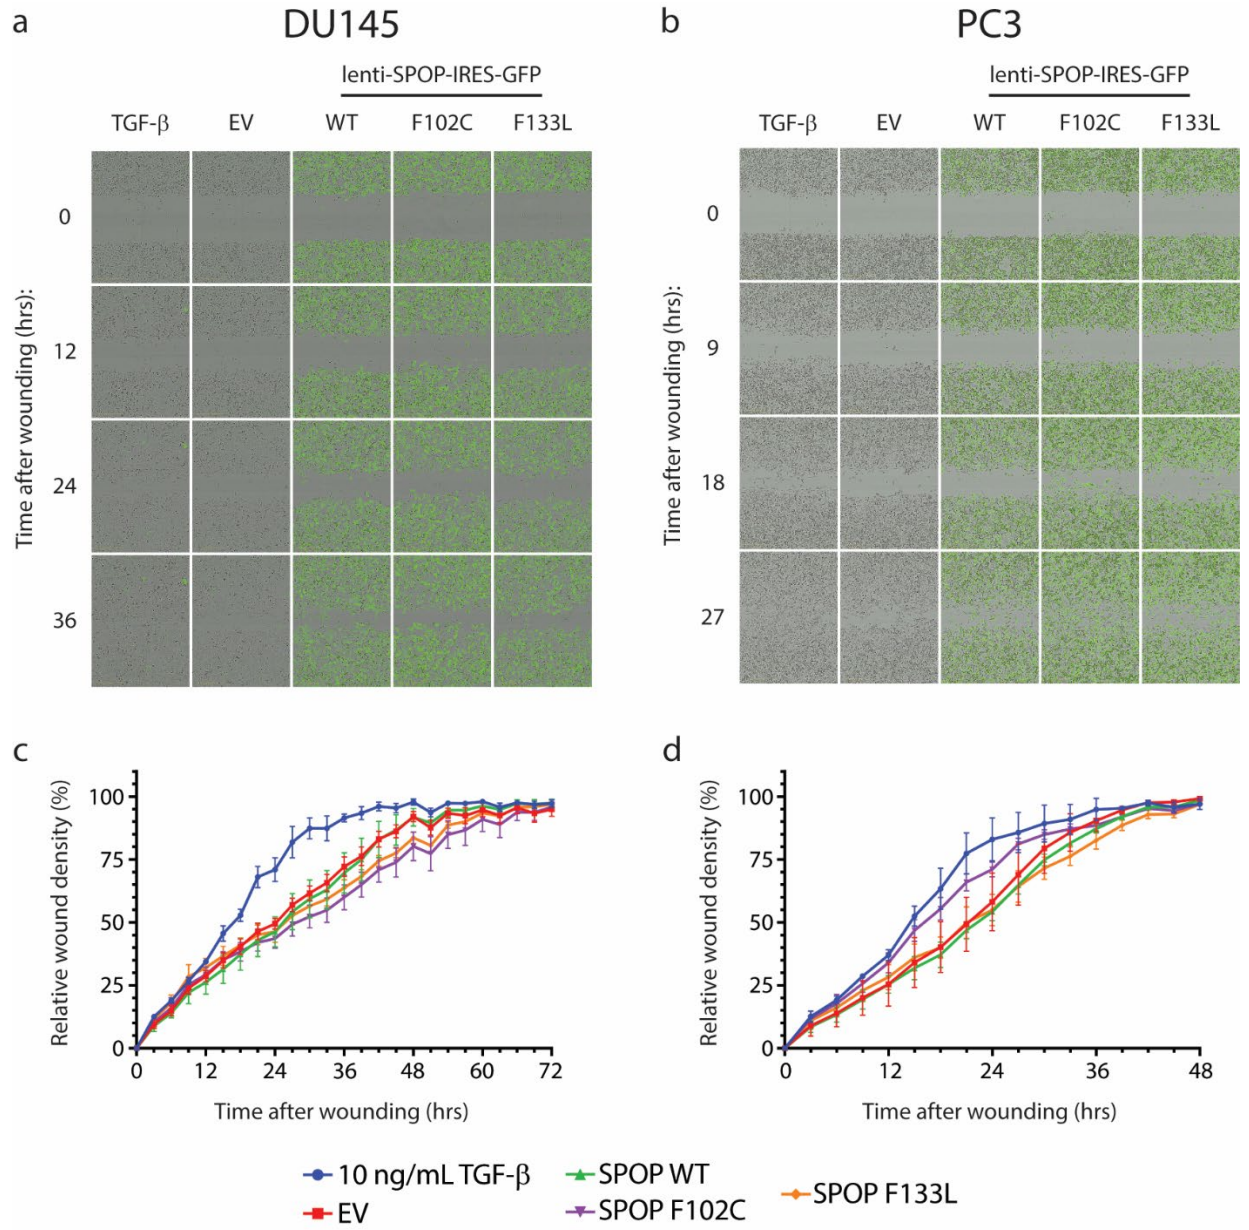 a
DU145
lenti-SPOP-IRES-GFP
TGF-β EV WT F102C F133L
Time after wounding (hrs):
0
12
24
36
b
PC3
lenti-SPOP-IRES-GFP
TGF-β EV WT F102C F133L
Time after wounding (hrs):
0
9
18
27
c
Relative wound density (%)
100
75
50
25
0
0 12 24 36 48 60 72
Time after wounding (hrs)
d
Relative wound density (%)
100
75
50
25
0
0 12 24 36 48
Time after wounding (hrs)
10 ng/mL TGF-β
EV
SPOP WT
SPOP F102C
SPOP F133L